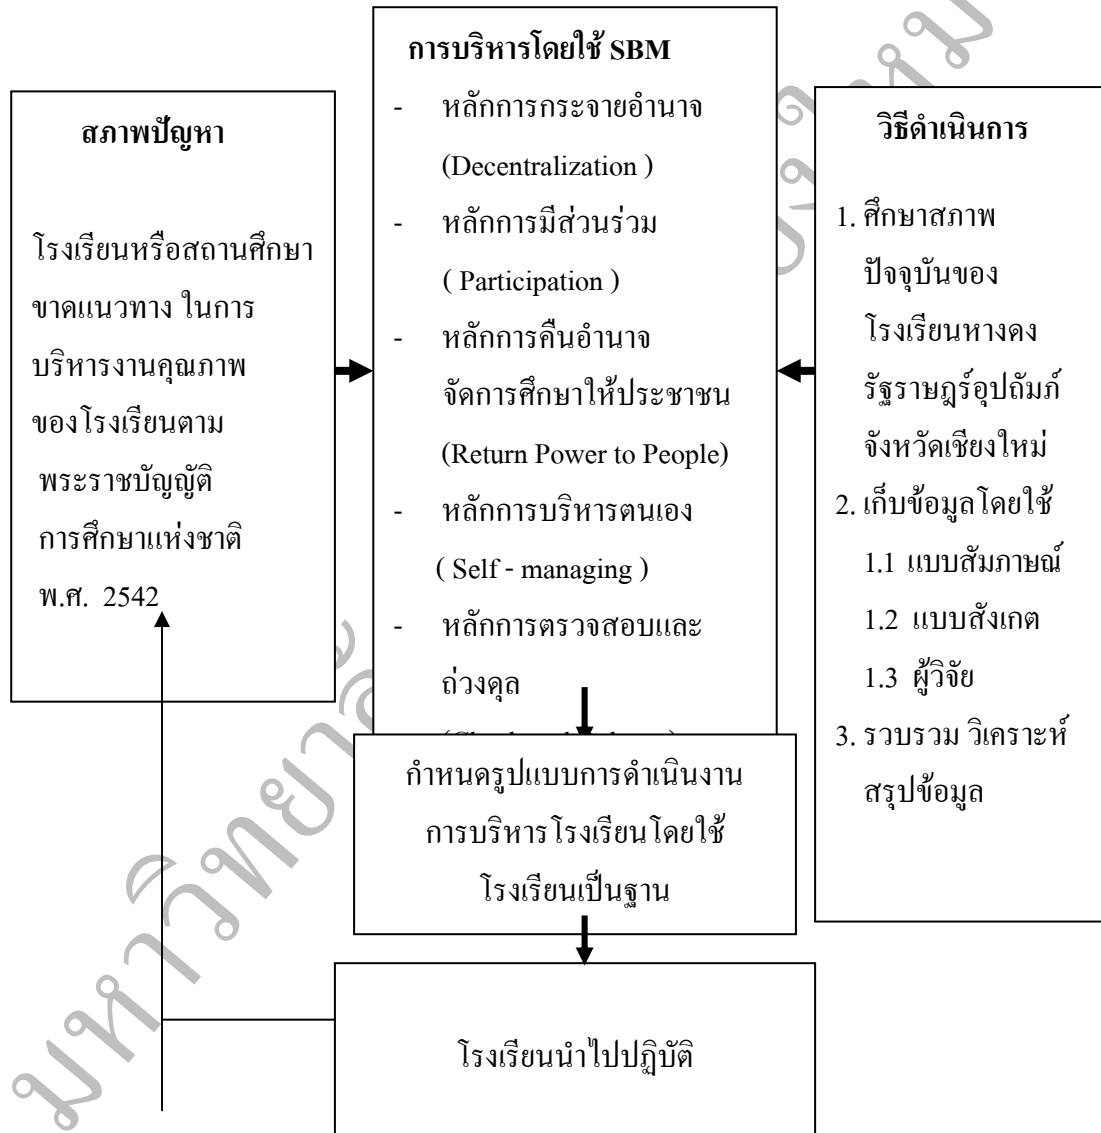 สภาพปัญหา
โรงเรียนหรือสถานศึกษา
ขาดแนวทาง ในการ
บริหารงานคุณภาพ
ของโรงเรียนตาม
พระราชบัญญัติ
การศึกษาแห่งชาติ
พ.ศ. 2542
การบริหารโดยใช้ SBM
- หลักการกระจายอำนาจ
(Decentralization )
- หลักการมีส่วนร่วม
( Participation )
- หลักการคืนอำนาจ
จัดการศึกษาให้ประชาชน
(Return Power to People)
- หลักการบริหารตนเอง
( Self - managing )
- หลักการตรวจสอบและ
ถ่วงดุล
วิธีดำเนินการ
1. ศึกษาสภาพ
ปัจจุบันของ
โรงเรียนหางดง
รัฐราษฎร์อุปถัมภ์
จังหวัดเชียงใหม่
2. เก็บข้อมูลโดยใช้
1.1 แบบสัมภาษณ์
1.2 แบบสังเกต
1.3 ผู้วิจัย
3. รวบรวม วิเคราะห์
สรุปข้อมูล
กำหนดรูปแบบการดำเนินงาน
การบริหารโรงเรียนโดยใช้
โรงเรียนเป็นฐาน
โรงเรียนนำไปปฏิบัติ